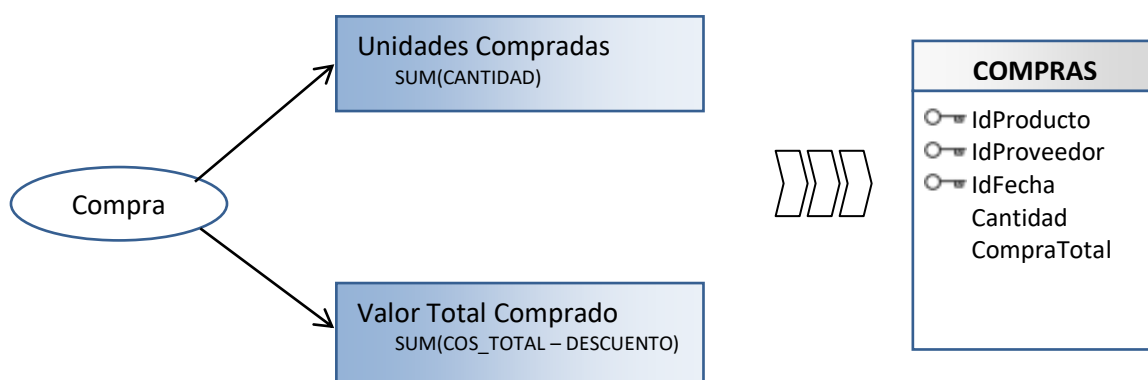 Unidades Compradas
SUM(CANTIDAD)
Compra
Valor Total Comprado
SUM(COS_TOTAL – DESCUENTO)
COMPRAS
IdProducto
IdProveedor
IdFecha
Cantidad
CompraTotal